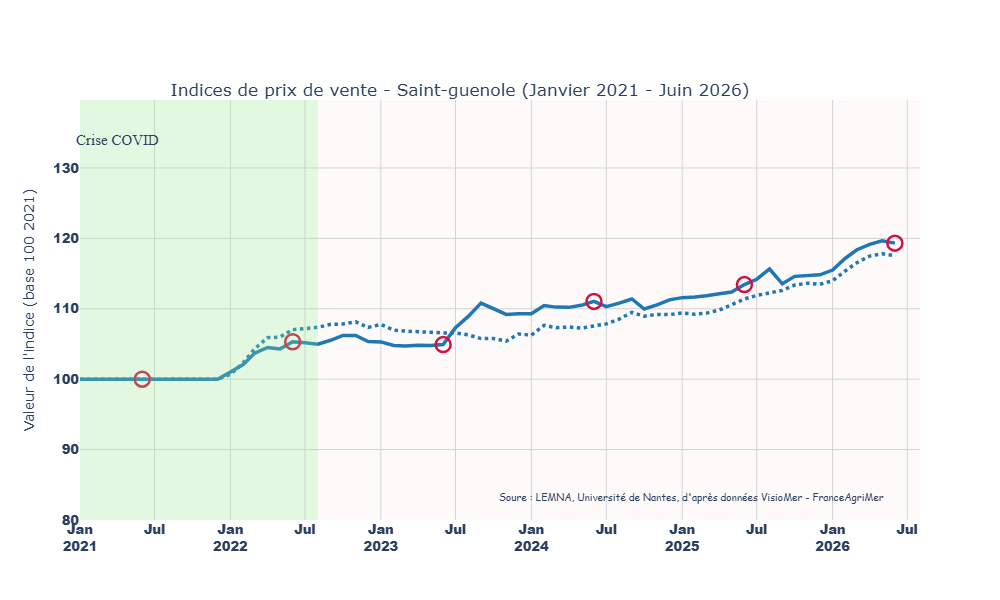 Indices de prix de vente - Saint-guenole (Janvier 2021 - Juin 2026)
Crise COVID
Valeur de l'indice (base 100 2021)
130
120
110
100
90
80
Soure : LEMNA, Université de Nantes, d'après données VisioMer - FranceAgriMer
Jan Jul Jan Jul Jan Jul Jan Jul Jan Jul Jan Jul
2021 2022 2023 2024 2025 2026